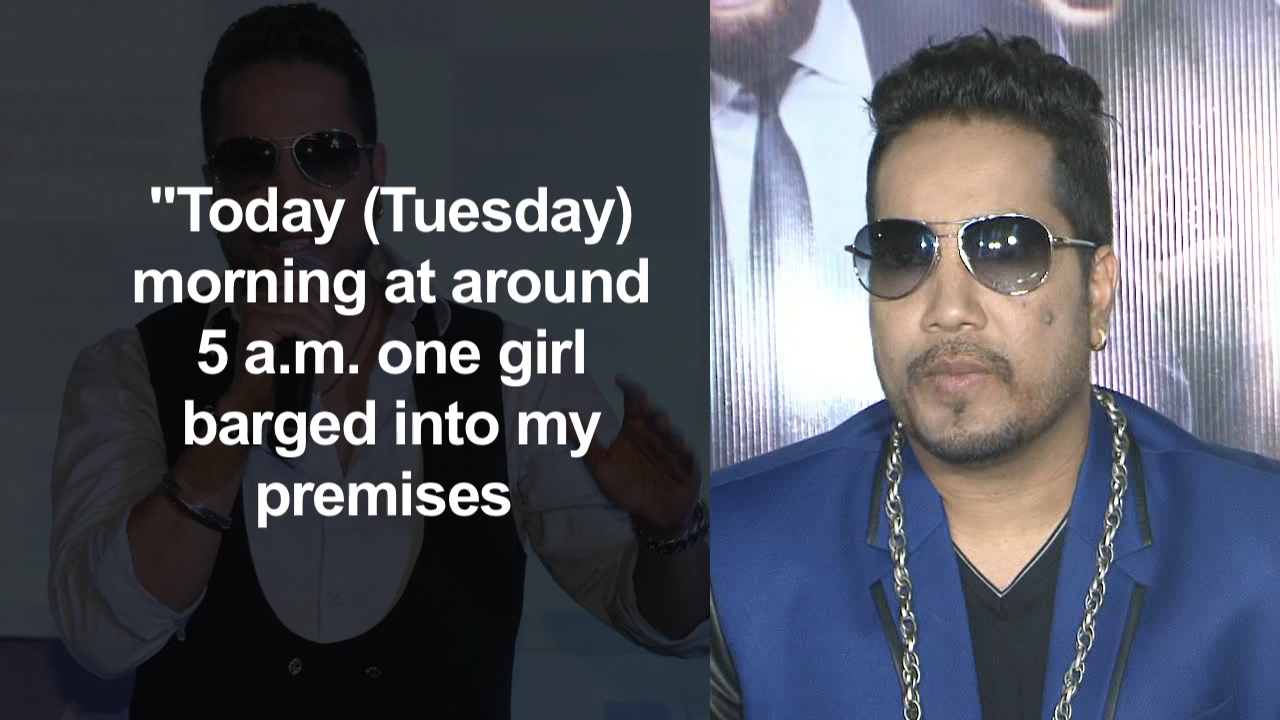 "Today (Tuesday)
morning at around
5 a.m. one girl
barged into my
premises